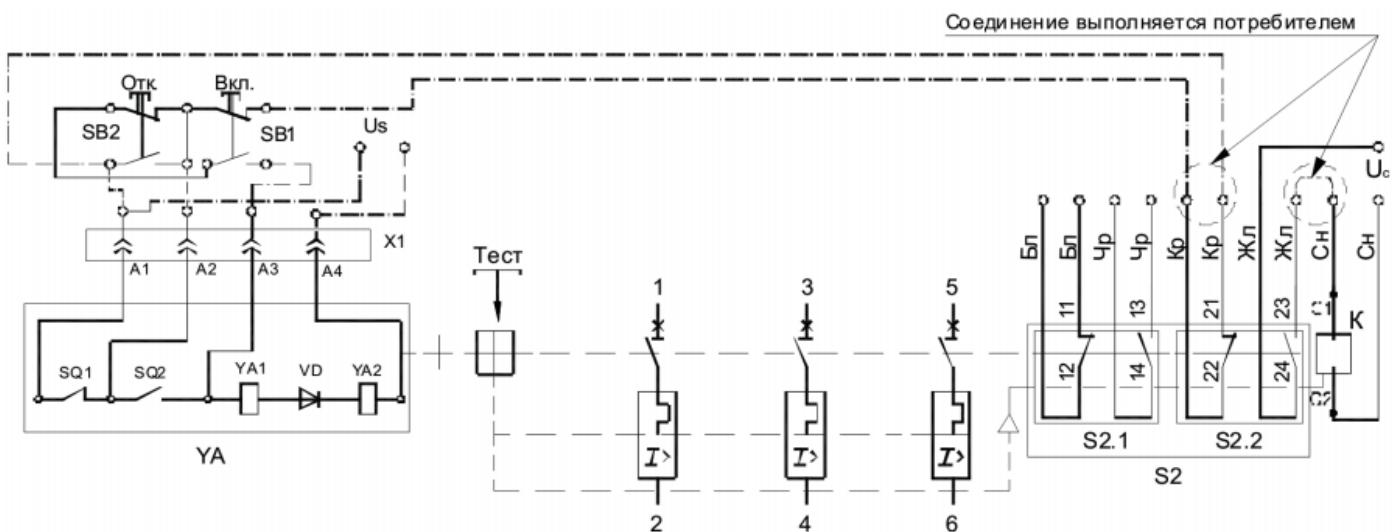 Соединение выполняется потребителем
Отк.
Вкл.
SB2
SB1
Us
Uc
X1
A1
A2
A3
A4
Тест
1
3
5
Бл
Бл
Чр
Чр
Кр
Кр
Жл
Жл
Сн
Сн
11
13
21
23
C1
K
SQ1
SQ2
YA1
VD
YA2
12
14
22
24
C2
I>
I>
I>
S2.1
S2.2
YA
S2
2
4
6